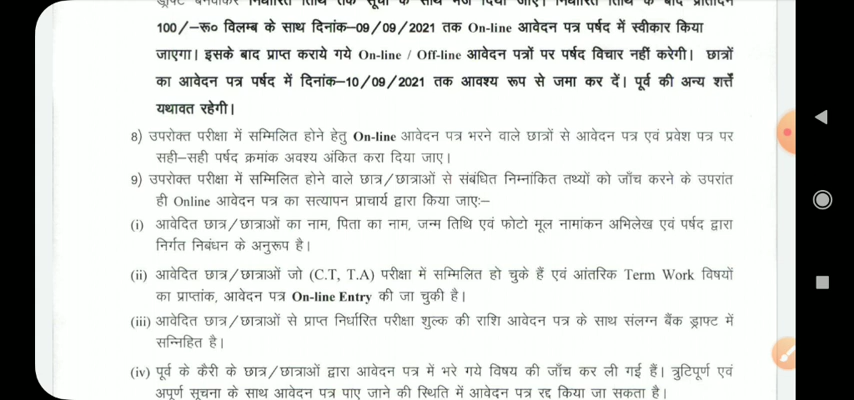 ड्राफ्ट बनवाकर निर्धारित तिथि तक सूची के साथ भेज दिया जाए। निर्धारित तिथि के बाद प्रतिदिन
100/–रू० विलम्ब के साथ दिनांक–09/09/2021 तक On-line आवेदन पत्र पर्षद में स्वीकार किया
जाएगा। इसके बाद प्राप्त कराये गये On-line / Off-line आवेदन पत्रों पर पर्षद विचार नहीं करेगी। छात्रों
का आवेदन पत्र पर्षद में दिनांक–10/09/2021 तक आवश्य रूप से जमा कर दें। पूर्व की अन्य शर्त्तें
यथावत रहेगी।
8) उपरोक्त परीक्षा में सम्मिलित होने हेतु On-line आवेदन पत्र भरने वाले छात्रों से आवेदन पत्र एवं प्रवेश पत्र पर
सही–सही पर्षद क्रमांक अवश्य अंकित करा दिया जाए।
9) उपरोक्त परीक्षा में सम्मिलित होने वाले छात्र/छात्राओं से संबंधित निम्नांकित तथ्यों को जाँच करने के उपरांत
ही Online आवेदन पत्र का सत्यापन प्राचार्य द्वारा किया जाएः–
(i) आवेदित छात्र/छात्राओं का नाम, पिता का नाम, जन्म तिथि एवं फोटो मूल नामांकन अभिलेख एवं पर्षद द्वारा
निर्गत निबंधन के अनुरूप है।
(ii) आवेदित छात्र/छात्राओं जो (C.T, T.A) परीक्षा में सम्मिलित हो चुके हैं एवं आंतरिक Term Work विषयों
का प्राप्तांक, आवेदन पत्र On-line Entry की जा चुकी है।
(iii) आवेदित छात्र/छात्राओं से प्राप्त निर्धारित परीक्षा शुल्क की राशि आवेदन पत्र के साथ संलग्न बैंक ड्राफ्ट में
सन्निहित है।
(iv) पूर्व के कैरी के छात्र/छात्राओं द्वारा आवेदन पत्र में भरे गये विषय की जाँच कर ली गई हैं। त्रुटिपूर्ण एवं
अपूर्ण सूचना के साथ आवेदन पत्र पाए जाने की स्थिति में आवेदन पत्र रद्द किया जा सकता है।